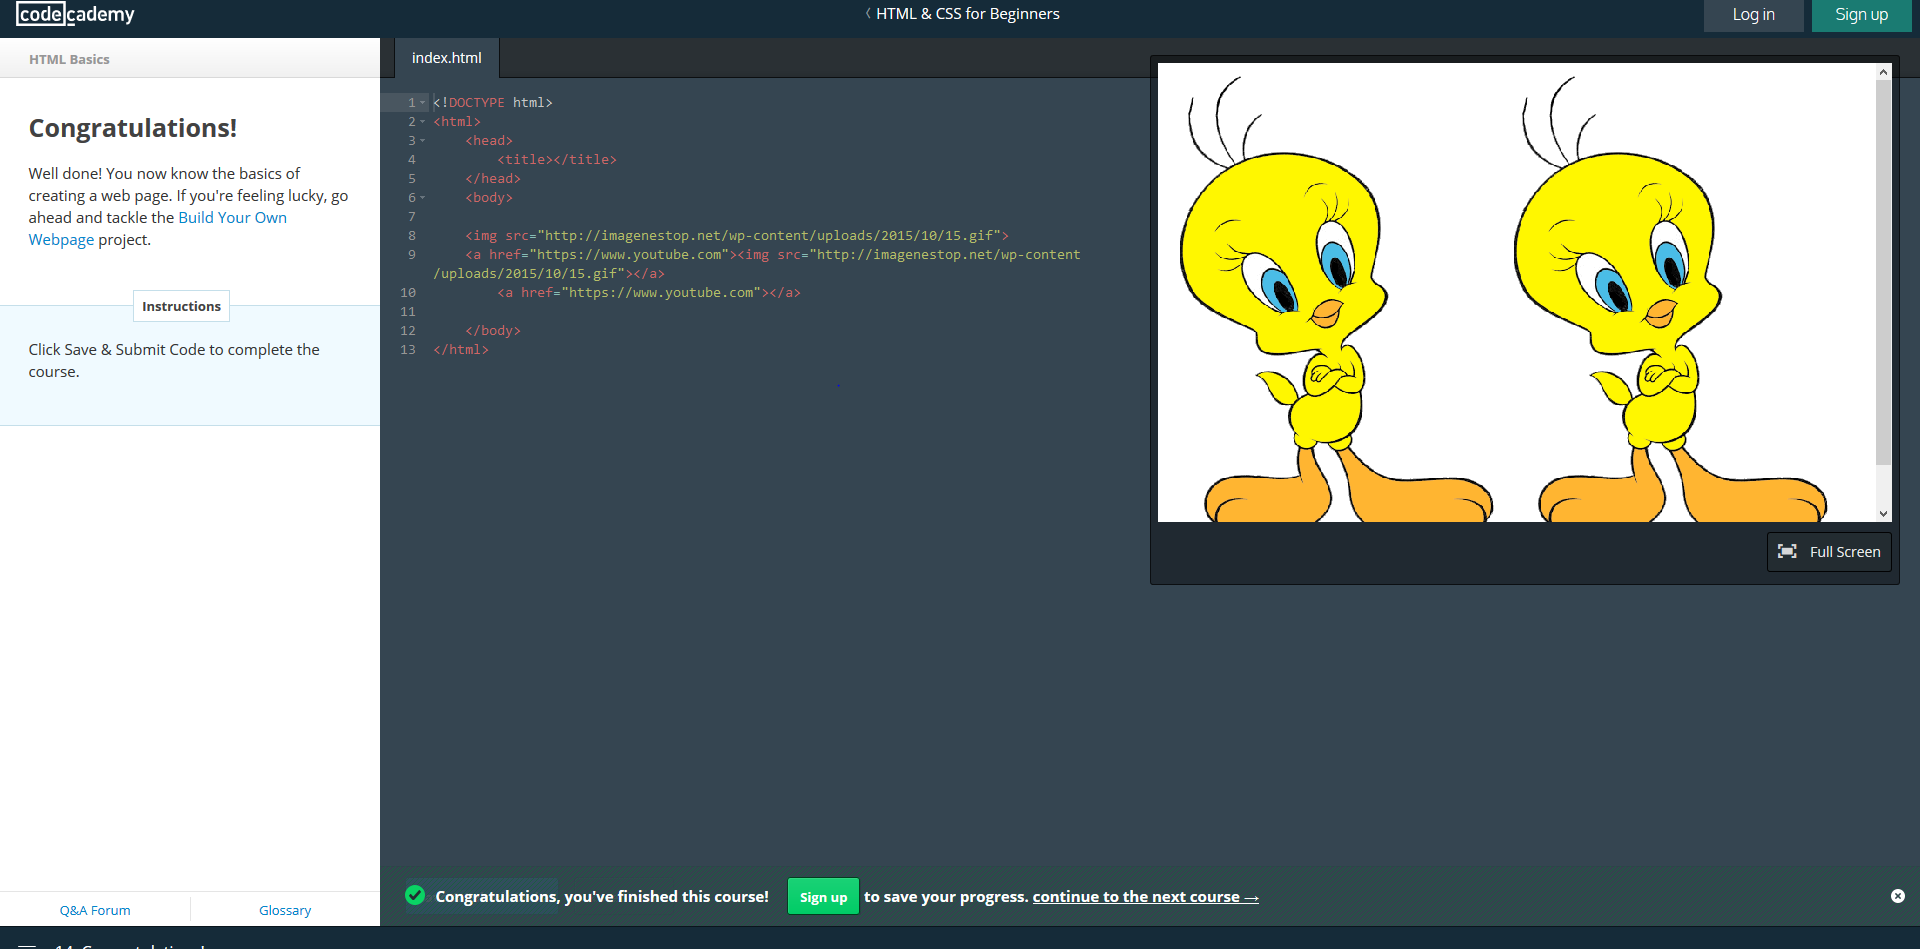 codecademy
HTML & CSS for Beginners
Log in
Sign up
HTML Basics
Congratulations!
Well done! You now know the basics of
creating a web page. If you're feeling lucky, go
ahead and tackle the Build Your Own
Webpage project.
Instructions
Click Save & Submit Code to complete the
course.
Q&A Forum
Glossary
index.html
1 <!DOCTYPE html>
2 <html>
3 <head>
4 <title></title>
5 </head>
6 <body>
7
8 <img src="http://imagenestop.net/wp-content/uploads/2015/10/15.gif">
9 <a href="https://www.youtube.com"><img src="http://imagenestop.net/wp-content
/uploads/2015/10/15.gif"></a>
10 <a href="https://www.youtube.com"></a>
11
12 </body>
13 </html>
Full Screen
Congratulations, you've finished this course! Sign up to save your progress. continue to the next course →